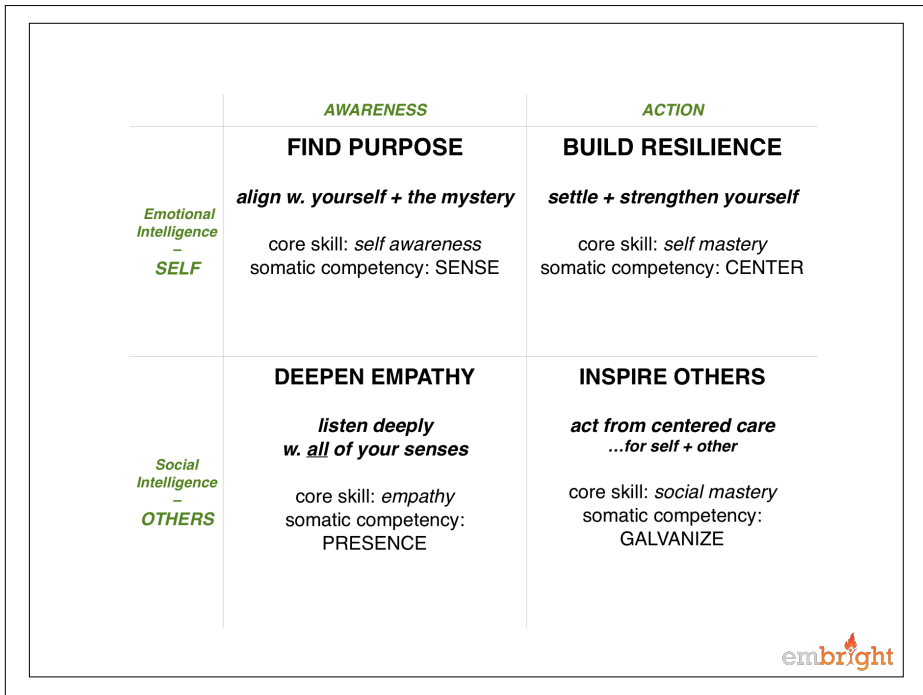 AWARENESS
ACTION
Emotional
Intelligence
–
SELF
FIND PURPOSE
align w. yourself + the mystery
core skill: self awareness
somatic competency: SENSE
BUILD RESILIENCE
settle + strengthen yourself
core skill: self mastery
somatic competency: CENTER
Social
Intelligence
–
OTHERS
DEEPEN EMPATHY
listen deeply
w. all of your senses
core skill: empathy
somatic competency:
PRESENCE
INSPIRE OTHERS
act from centered care
...for self + other
core skill: social mastery
somatic competency:
GALVANIZE
embright